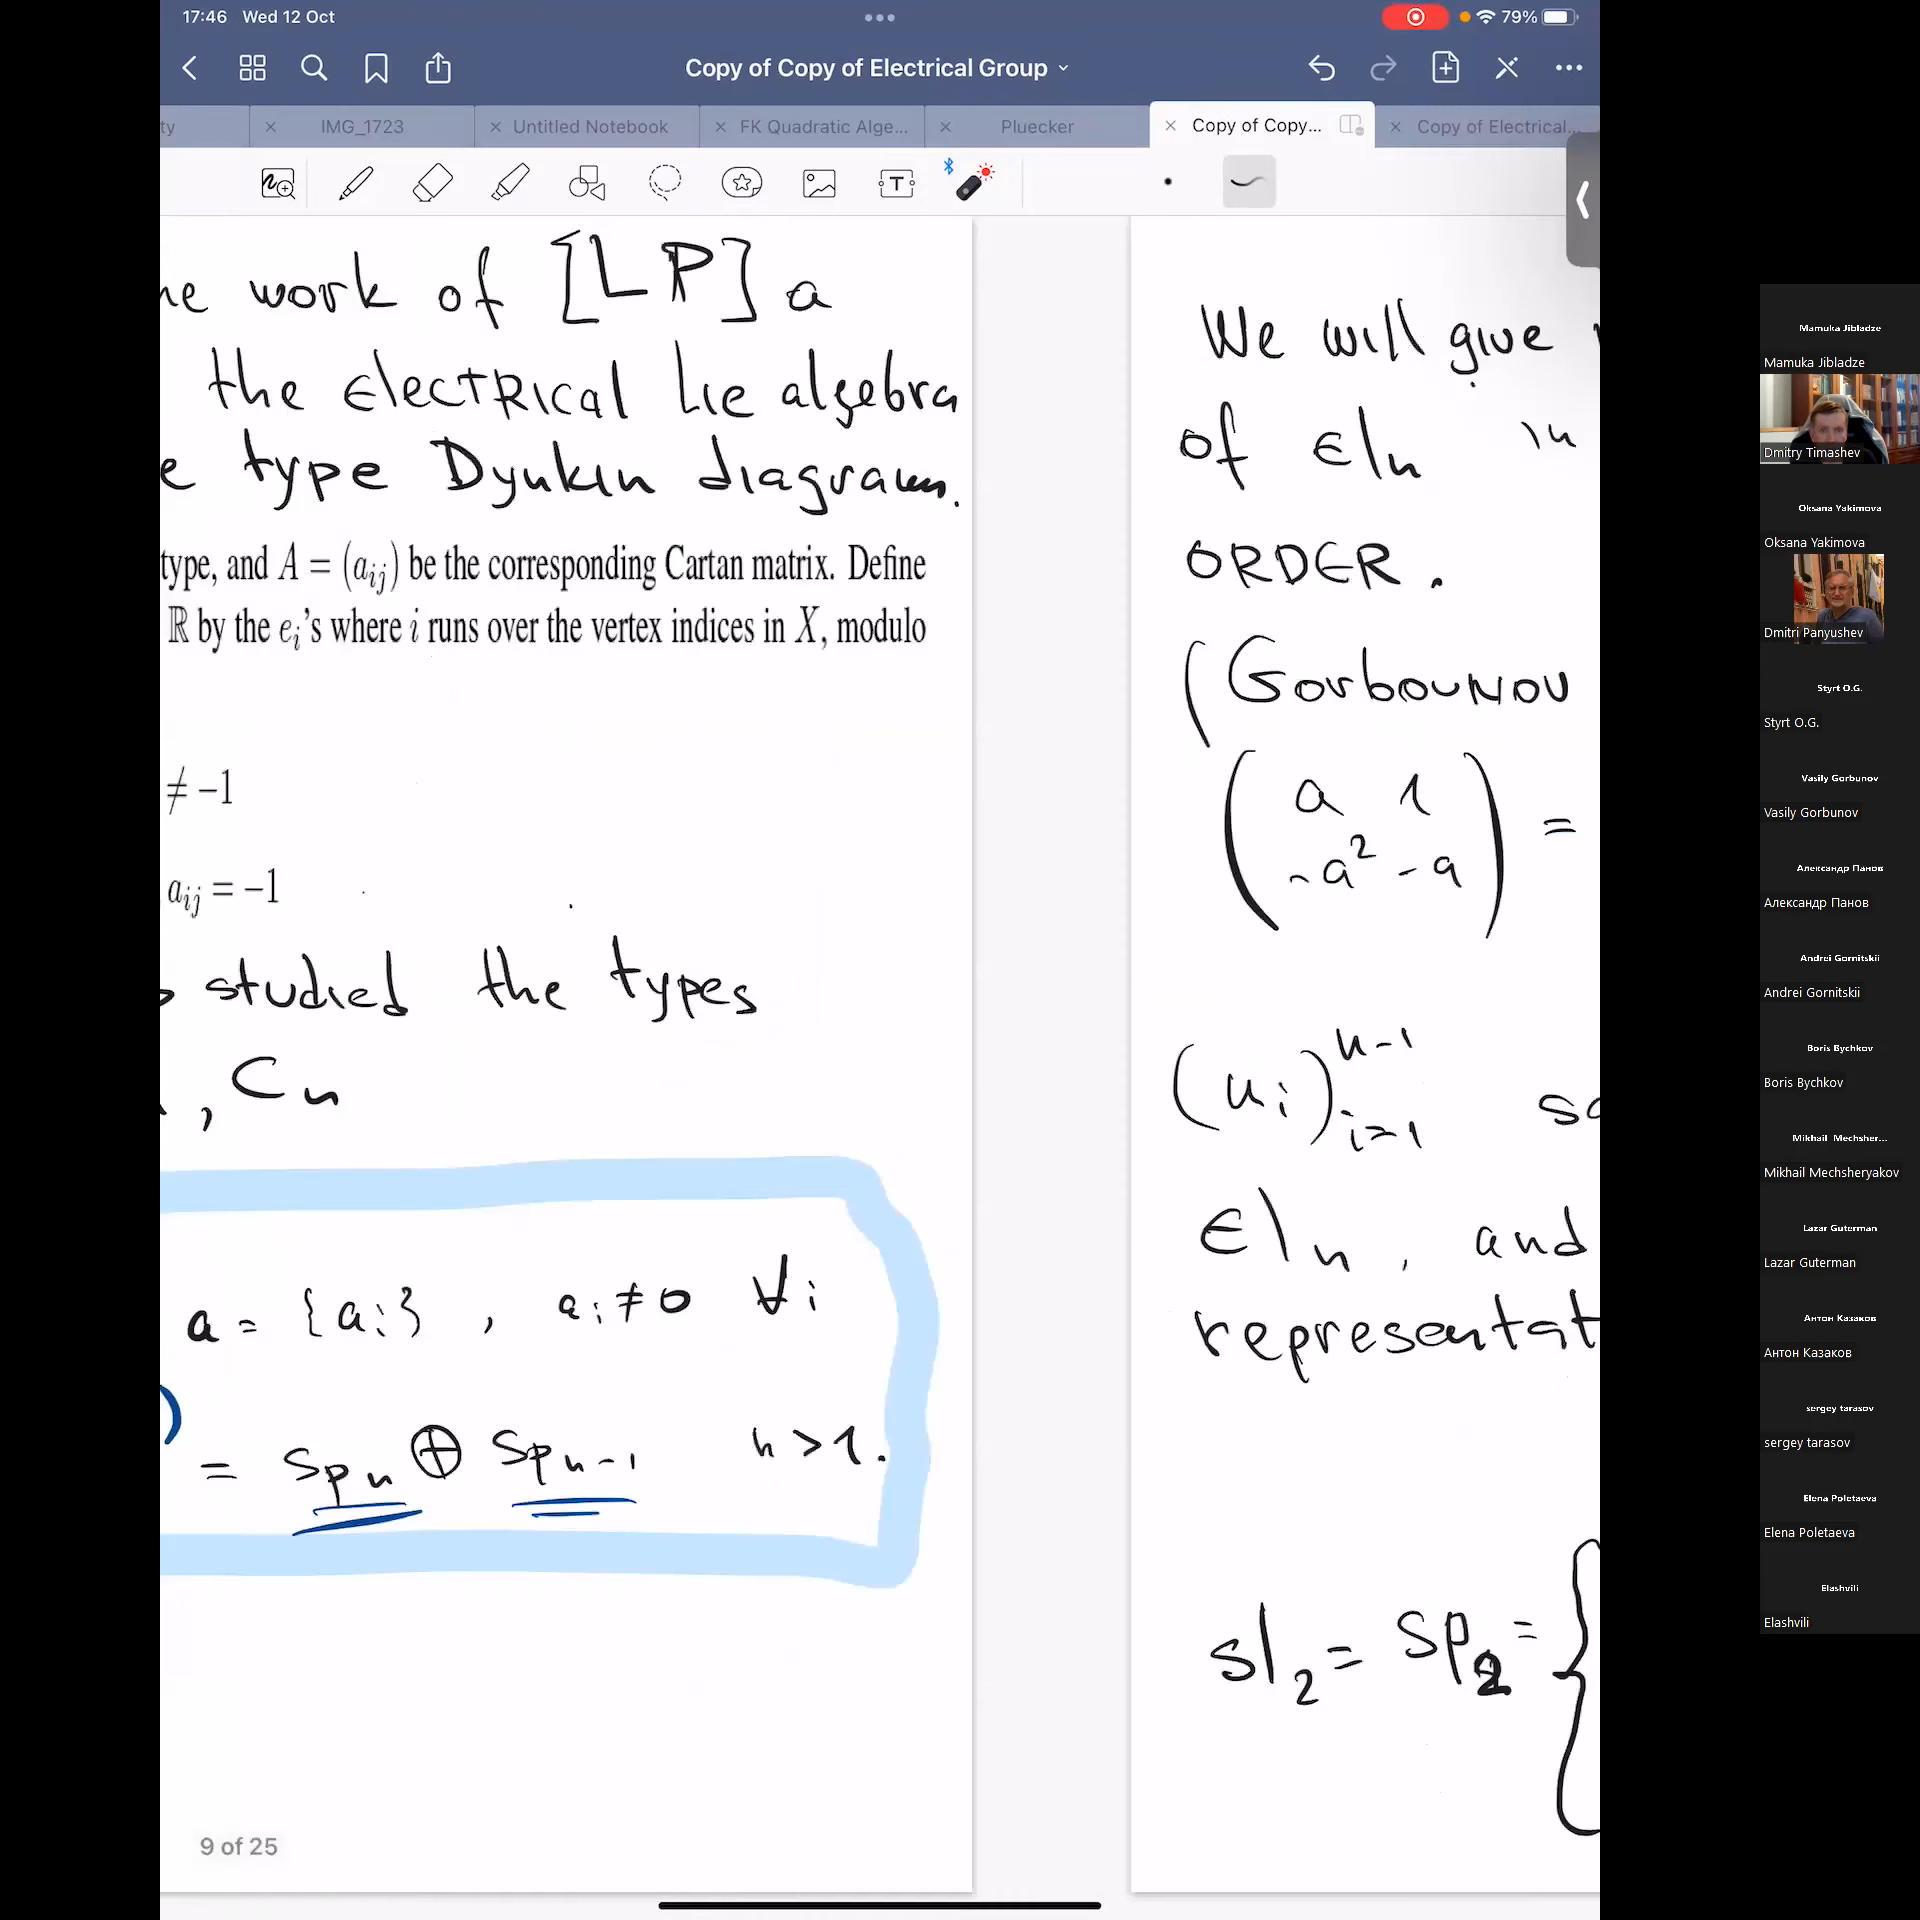 17:46 Wed 12 Oct
79%
Copy of Copy of Electrical Group
ty
IMG_1723
Untitled Notebook
FK Quadratic Alge...
Pluecker
Copy of Copy...
Copy of Electrical...
he work of [LP] a
the Electrical Lie algebra
e type Dynkin diagram.
type, and A = (a_ij) be the corresponding Cartan matrix. Define
ℝ by the e_i's where i runs over the vertex indices in X, modulo
≠ −1
a_ij = −1
studied the types
, C_n
a = {a_i} , a_i ≠ 0 ∀i
) = sp_n ⊕ sp_n-1 n > 1.
9 of 25
We will give
of el_n in
ORDER.
(Gorbounov
( a 1
-a² -a ) =
(u_i)_{i=1}^{n-1}
el_n , and
representat
sl_2 = sp_2 = {
Mamuka Jibladze
Mamuka Jibladze
Dmitry Timashev
Oksana Yakimova
Oksana Yakimova
Dmitri Panyushev
Styrt O.G.
Styrt O.G.
Vasily Gorbunov
Vasily Gorbunov
Александр Панов
Александр Панов
Andrei Gornitskii
Andrei Gornitskii
Boris Bychkov
Boris Bychkov
Mikhail Mechsher...
Mikhail Mechsheryakov
Lazar Guterman
Lazar Guterman
Антон Казаков
Антон Казаков
sergey tarasov
sergey tarasov
Elena Poletaeva
Elena Poletaeva
Elashvili
Elashvili